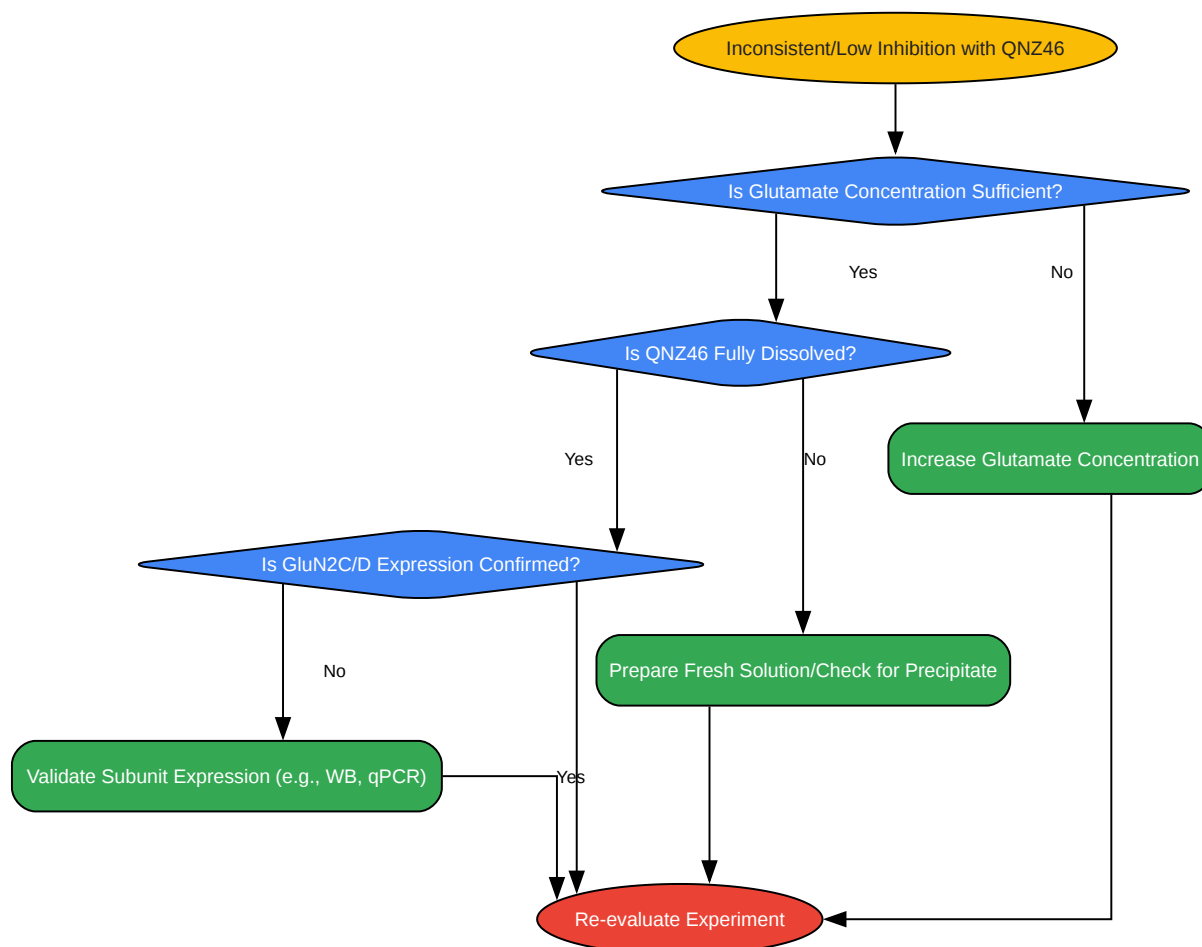 Inconsistent/Low Inhibition with QNZ46
Is Glutamate Concentration Sufficient?
Yes
No
Is QNZ46 Fully Dissolved?
Yes
No
Increase Glutamate Concentration
Is GluN2C/D Expression Confirmed?
No
Prepare Fresh Solution/Check for Precipitate
Validate Subunit Expression (e.g., WB, qPCR)
Yes
Re-evaluate Experiment